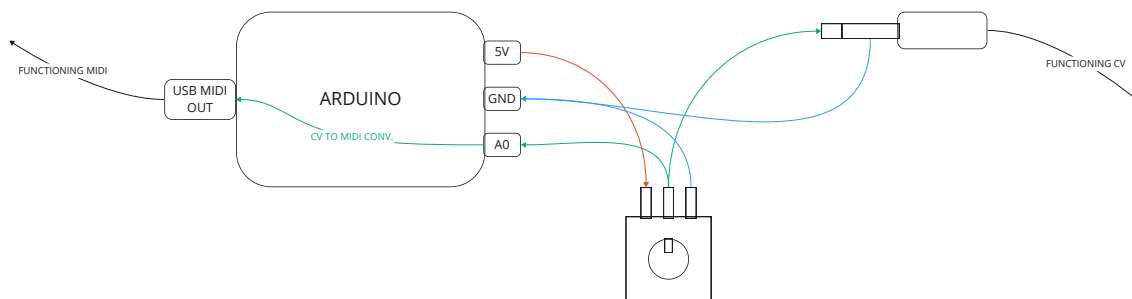 FUNCTIONING MIDI
USB MIDI
OUT
ARDUINO
CV TO MIDI CONV.
5V
GND
A0
FUNCTIONING CV